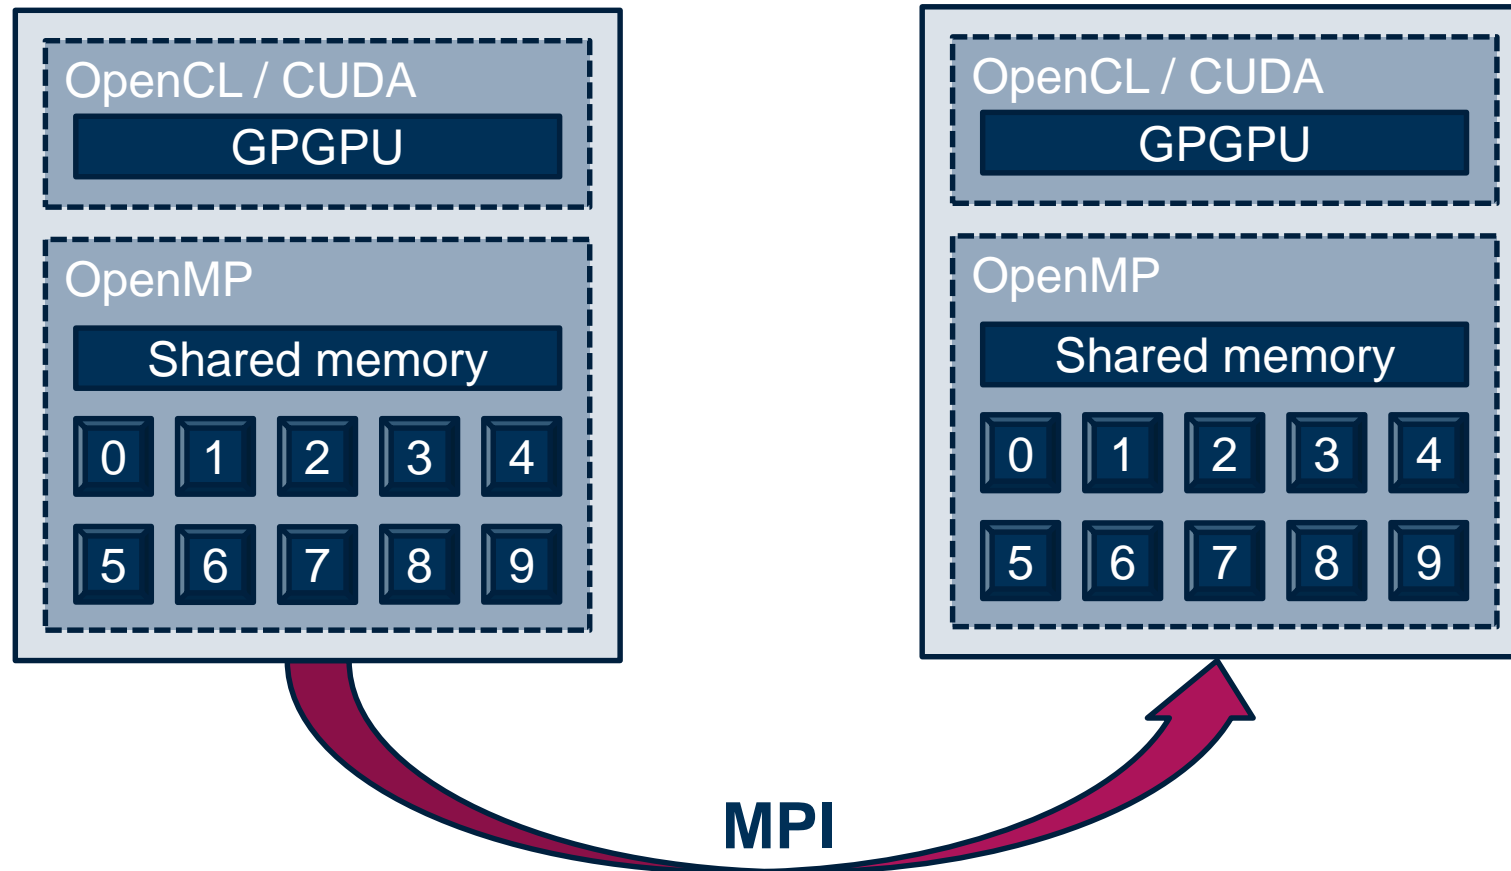 OpenCL / CUDA
GPGPU
OpenMP
Shared memory
0 1 2 3 4
5 6 7 8 9
OpenCL / CUDA
GPGPU
OpenMP
Shared memory
0 1 2 3 4
5 6 7 8 9
MPI